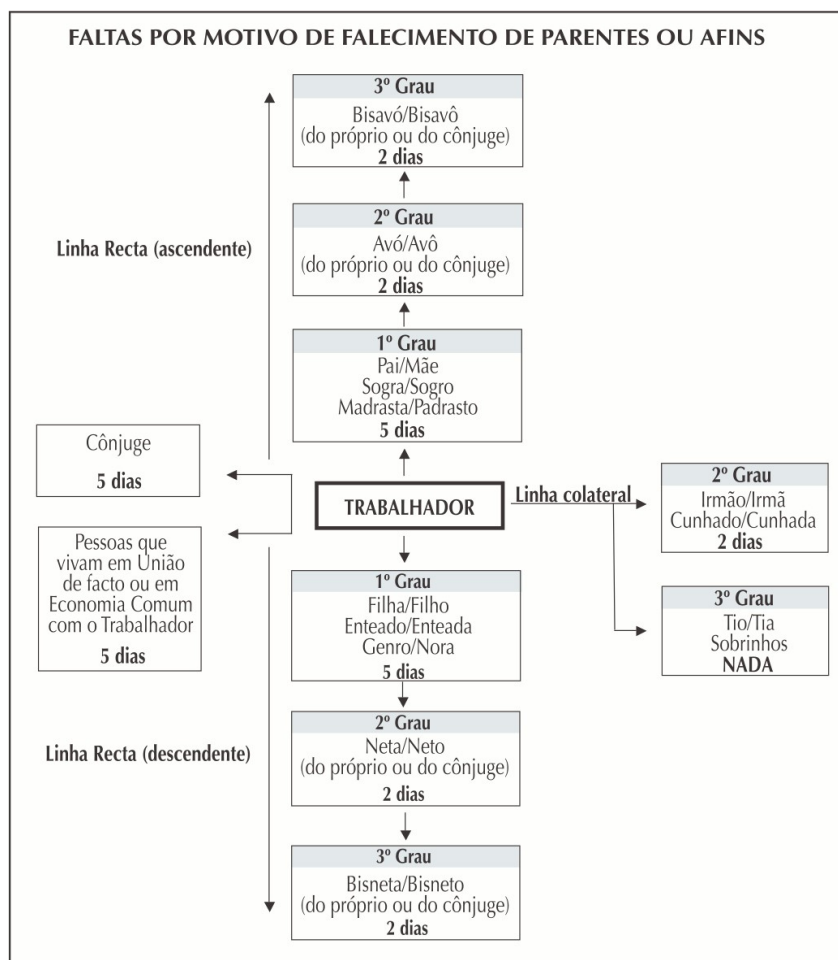 FALTAS POR MOTIVO DE FALECIMENTO DE PARENTES OU AFINS
3º Grau
Bisavó/Bisavô
(do próprio ou do cônjuge)
2 dias
2º Grau
Avó/Avô
(do próprio ou do cônjuge)
2 dias
Linha Recta (ascendente)
1º Grau
Pai/Mãe
Sogra/Sogro
Madrasta/Padrasto
5 dias
Cônjuge
5 dias
TRABALHADOR
Linha colateral
2º Grau
Irmão/Irmã
Cunhado/Cunhada
2 dias
Pessoas que
vivam em União
de facto ou em
Economia Comum
com o Trabalhador
5 dias
1º Grau
Filha/Filho
Enteado/Enteada
Genro/Nora
5 dias
3º Grau
Tio/Tia
Sobrinhos
NADA
Linha Recta (descendente)
2º Grau
Neta/Neto
(do próprio ou do cônjuge)
2 dias
3º Grau
Bisneta/Bisneto
(do próprio ou do cônjuge)
2 dias